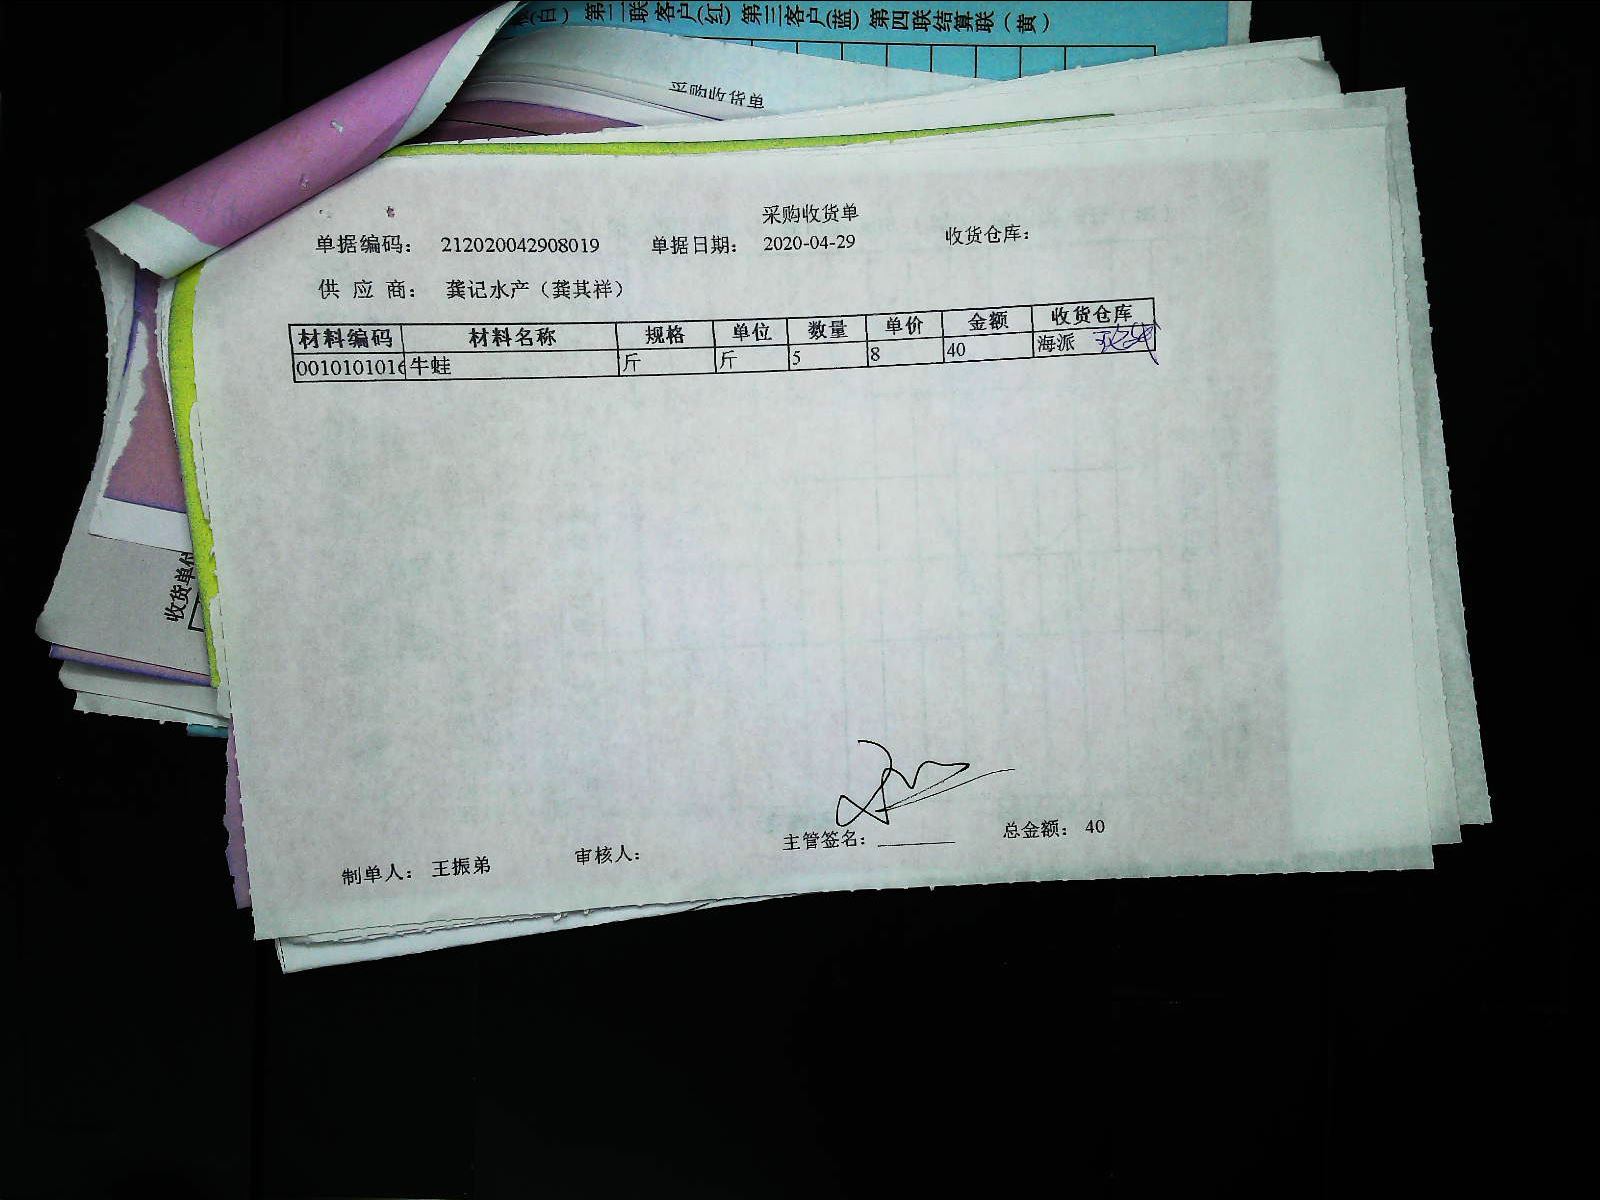 (白) 第二联客户(红) 第三客户(蓝) 第四联结算联(黄)
采购收货单
采购收货单
单据编码: 212020042908019 单据日期: 2020-04-29 收货仓库:
供应商: 龚记水产(龚其祥)
材料编码 材料名称 规格 单位 数量 单价 金额 收货仓库
0010101016 牛蛙 斤 斤 5 8 40 海派
收货单位
主管签名: 总金额: 40
制单人: 王振弟 审核人: